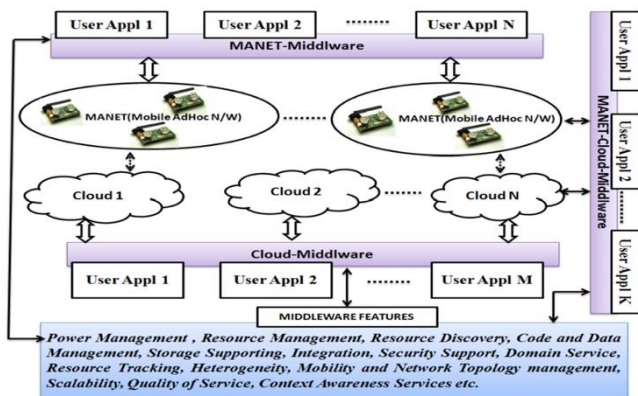 User Appl 1 User Appl 2 ........ User Appl N
MANET-Middlware
MANET(Mobile AdHoc N/W) ........ MANET(Mobile AdHoc N/W)
Cloud 1 Cloud 2 ........ Cloud N
Cloud-Middlware
User Appl 1 User Appl 2 ........ User Appl M
User Appl 1
User Appl 2
User Appl K
MANET-Cloud-Middlware
MIDDLEWARE FEATURES
Power Management , Resource Management, Resource Discovery, Code and Data
Management, Storage Supporting, Integration, Security Support, Domain Service,
Resource Tracking, Heterogeneity, Mobility and Network Topology management,
Scalability, Quality of Service, Context Awareness Services etc.